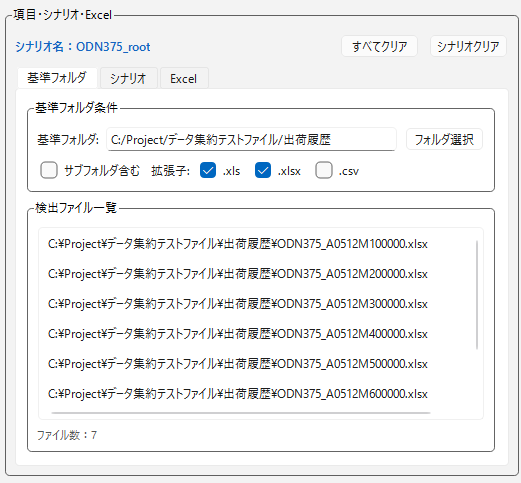 項目・シナリオ・Excel
シナリオ名：ODN375_root
すべてクリア
シナリオクリア
基準フォルダ
シナリオ
Excel
基準フォルダ条件
基準フォルダ: C:/Project/データ集約テストファイル/出荷履歴 フォルダ選択
サブフォルダ含む 拡張子: .xls .xlsx .csv
検出ファイル一覧
C:¥Project¥データ集約テストファイル¥出荷履歴¥ODN375_A0512M100000.xlsx
C:¥Project¥データ集約テストファイル¥出荷履歴¥ODN375_A0512M200000.xlsx
C:¥Project¥データ集約テストファイル¥出荷履歴¥ODN375_A0512M300000.xlsx
C:¥Project¥データ集約テストファイル¥出荷履歴¥ODN375_A0512M400000.xlsx
C:¥Project¥データ集約テストファイル¥出荷履歴¥ODN375_A0512M500000.xlsx
C:¥Project¥データ集約テストファイル¥出荷履歴¥ODN375_A0512M600000.xlsx
ファイル数：7